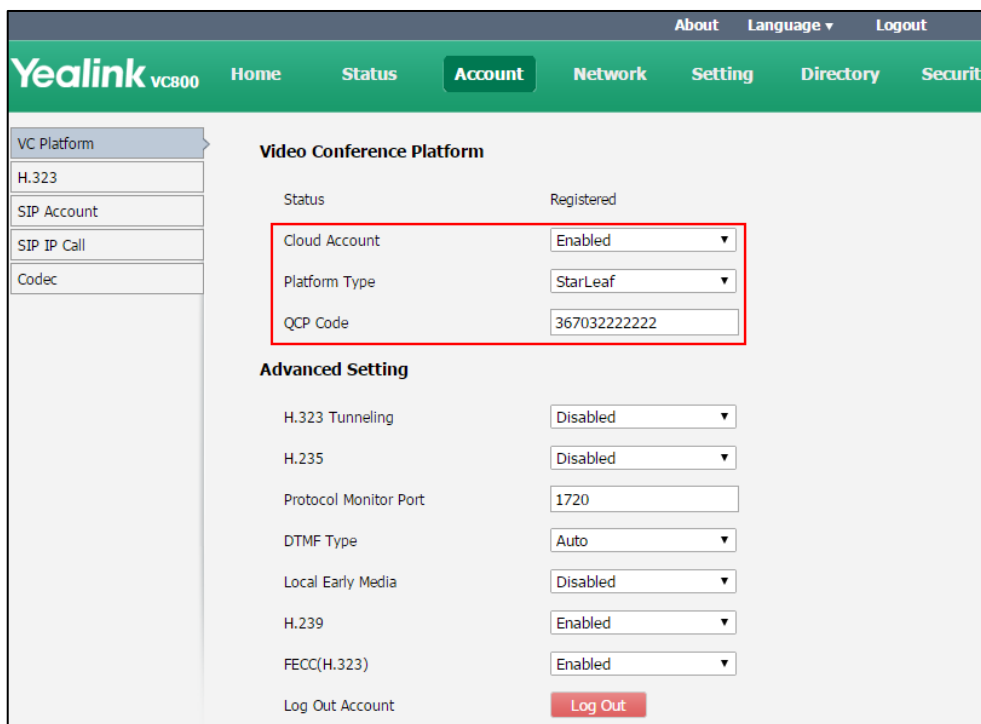 About Language ▾ Logout
Yealink VC800 Home Status Account Network Setting Directory Securit
VC Platform
H.323
SIP Account
SIP IP Call
Codec
Video Conference Platform
Status Registered
Cloud Account Enabled
Platform Type StarLeaf
QCP Code 367032222222
Advanced Setting
H.323 Tunneling Disabled
H.235 Disabled
Protocol Monitor Port 1720
DTMF Type Auto
Local Early Media Disabled
H.239 Enabled
FECC(H.323) Enabled
Log Out Account Log Out